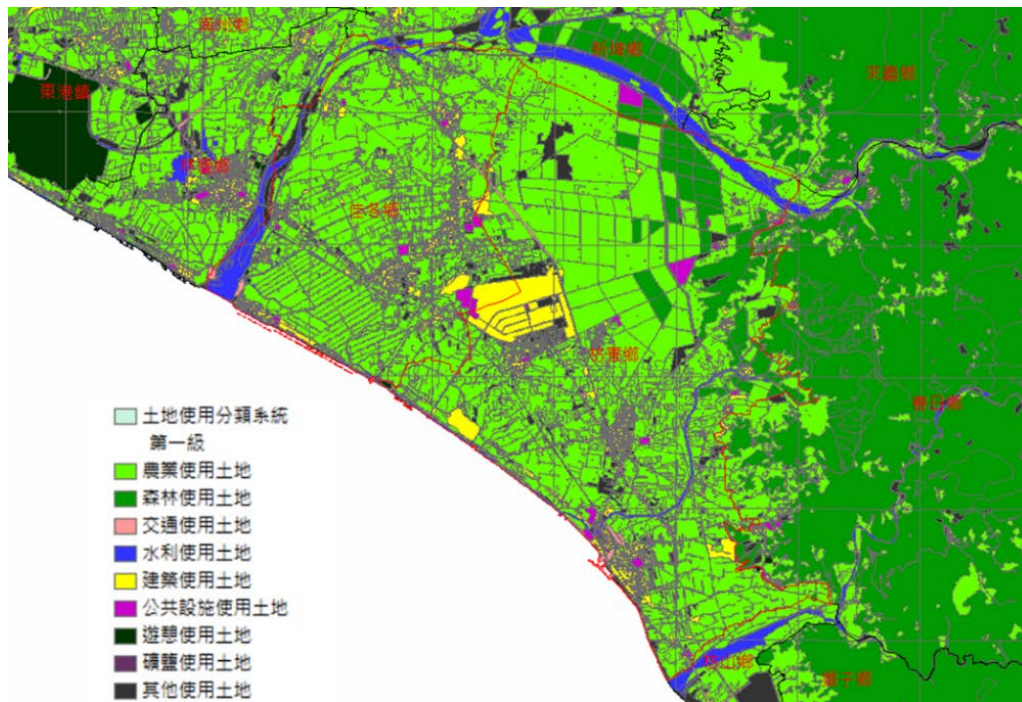 南州鄉
新埤鄉
來義鄉
東港鎮
林邊鄉
佳冬鄉
枋寮鄉
春日鄉
枋山鄉
獅子鄉
土地使用分類系統
第一級
農業使用土地
森林使用土地
交通使用土地
水利使用土地
建築使用土地
公共設施使用土地
遊憩使用土地
礦鹽使用土地
其他使用土地